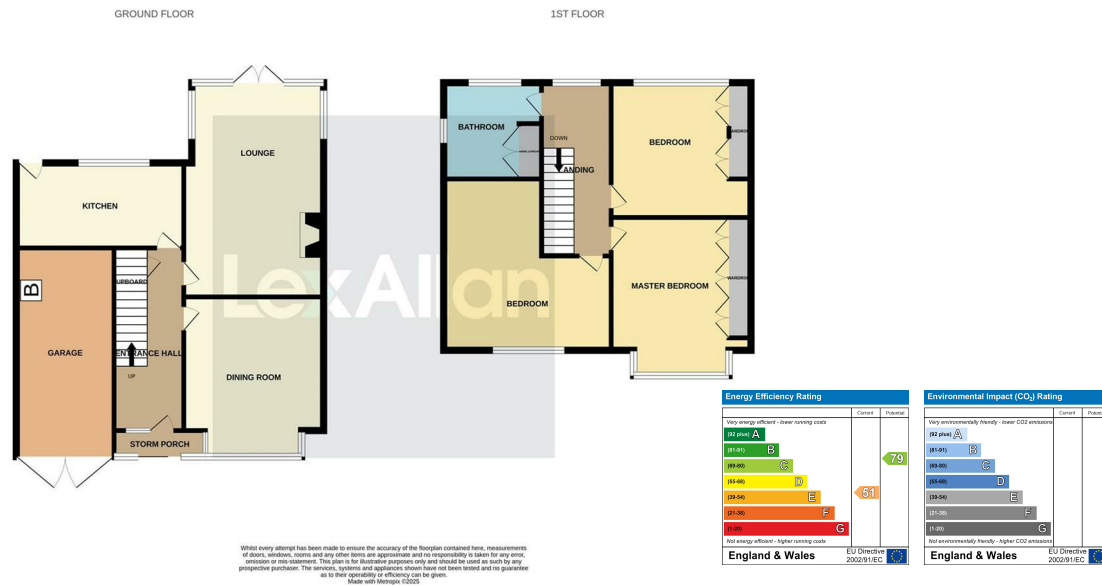 GROUND FLOOR
1ST FLOOR
LOUNGE
KITCHEN
UPBOARD
B
GARAGE
ENTRANCE HALL
UP
DINING ROOM
STORM PORCH
BATHROOM
DOWN
ANDING
BEDROOM
BEDROOM
MASTER BEDROOM
WARDROB
LexAllan
Energy Efficiency Rating
Current Potential
Very energy efficient - lower running costs
(92 plus) A
(81-91) B
(69-80) C
(55-68) D
(39-54) E
(21-38) F
(1-20) G
51
79
Not energy efficient - higher running costs
England & Wales
EU Directive
2002/91/EC
Environmental Impact (CO2) Rating
Current Potential
Very environmentally friendly - lower CO2 emissions
(92 plus) A
(81-91) B
(69-80) C
(55-68) D
(39-54) E
(21-38) F
(1-20) G
Not environmentally friendly - higher CO2 emissions
England & Wales
EU Directive
2002/91/EC
Whilst every attempt has been made to ensure the accuracy of the floorplan contained here, measurements
of doors, windows, rooms and any other items are approximate and no responsibility is taken for any error,
omission or mis-statement. This plan is for illustrative purposes only and should be used as such by any
prospective purchaser. The services, systems and appliances shown have not been tested and no guarantee
as to their operability or efficiency can be given.
Made with Metropix ©2025